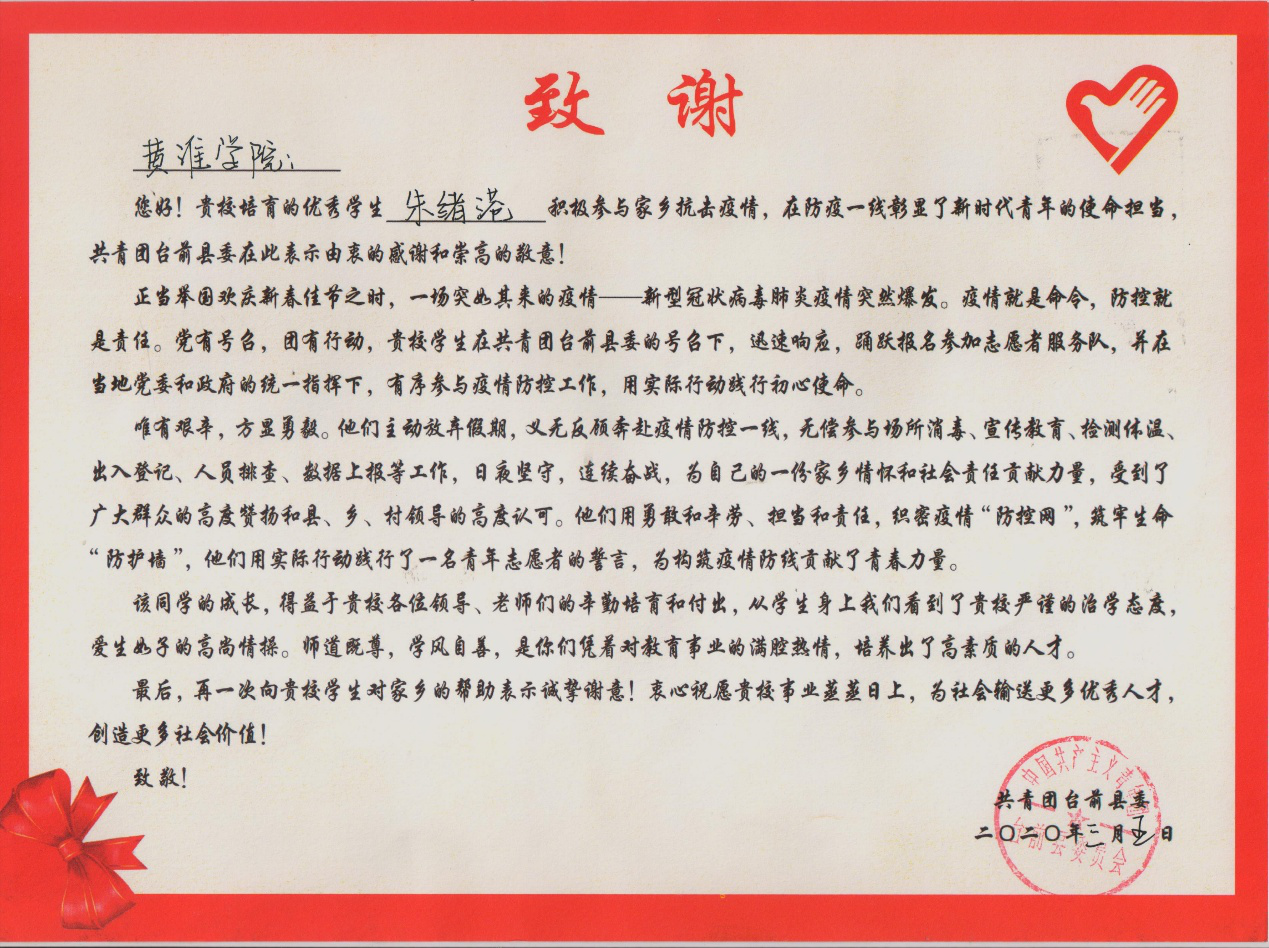 致 谢
黄淮学院：
您好！贵校培育的优秀学生 朱绪港 积极参与家乡抗击疫情，在防疫一线彰显了新时代青年的使命担当，
共青团台前县委在此表示由衷的感谢和崇高的敬意！
正当举国欢庆新春佳节之时，一场突如其来的疫情——新型冠状病毒肺炎疫情突然爆发。疫情就是命令，防控就
是责任。党有号召，团有行动，贵校学生在共青团台前县委的号召下，迅速响应，踊跃报名参加志愿者服务队，并在
当地党委和政府的统一指挥下，有序参与疫情防控工作，用实际行动践行初心使命。
唯有艰辛，方显勇毅。他们主动放弃假期，义无反顾奔赴疫情防控一线，无偿参与场所消毒、宣传教育、检测体温、
出入登记、人员排查、数据上报等工作，日夜坚守，连续奋战，为自己的一份家乡情怀和社会责任贡献力量，受到了
广大群众的高度赞扬和县、乡、村领导的高度认可。他们用勇敢和辛劳、担当和责任，织密疫情“防控网”，筑牢生命
“防护墙”，他们用实际行动践行了一名青年志愿者的誓言，为构筑疫情防线贡献了青春力量。
该同学的成长，得益于贵校各位领导、老师们的辛勤培育和付出，从学生身上我们看到了贵校严谨的治学态度，
爱生如子的高尚情操。师道既尊，学风自善，是你们凭着对教育事业的满腔热情，培养出了高素质的人才。
最后，再一次向贵校学生对家乡的帮助表示诚挚谢意！衷心祝愿贵校事业蒸蒸日上，为社会输送更多优秀人才，
创造更多社会价值！
致敬！
中国共产主义青年团
共青团台前县委
二〇二〇年三月五日
台前县委员会